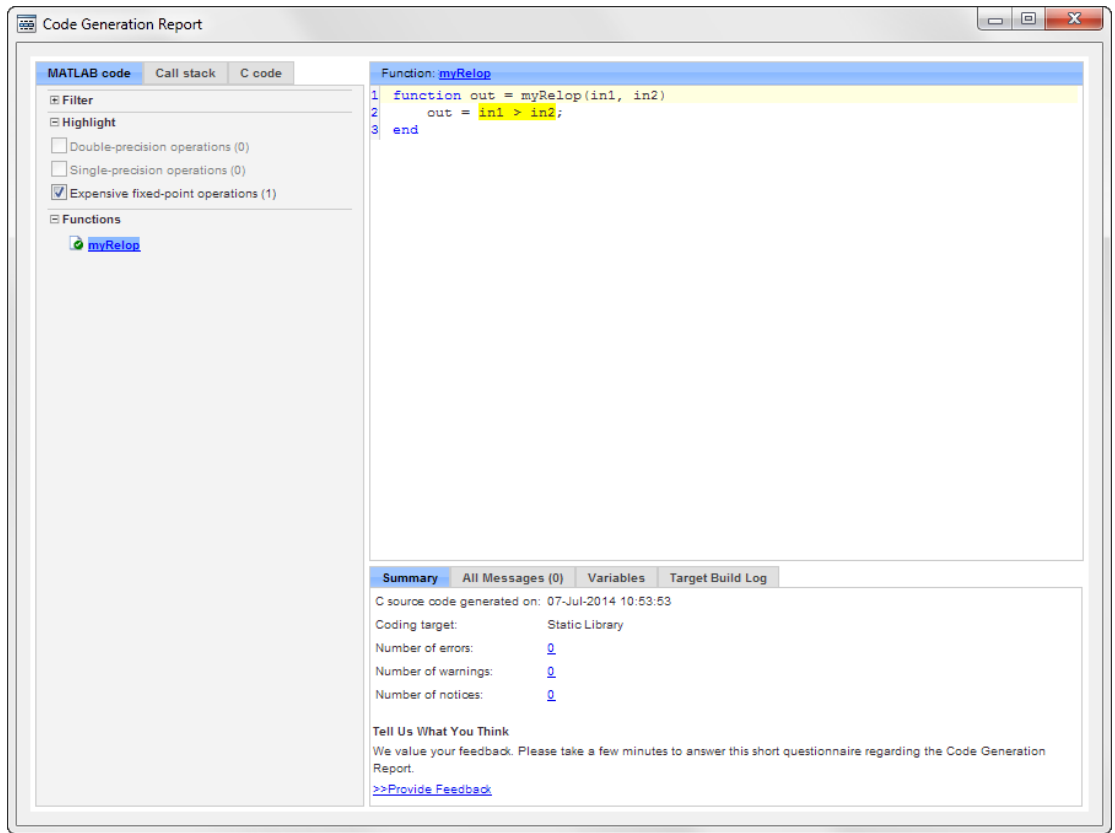 Code Generation Report
MATLAB code Call stack C code
Filter
Highlight
Double-precision operations (0)
Single-precision operations (0)
Expensive fixed-point operations (1)
Functions
myRelop
Function: myRelop
1 function out = myRelop(in1, in2)
2 out = in1 > in2;
3 end
Summary All Messages (0) Variables Target Build Log
C source code generated on: 07-Jul-2014 10:53:53
Coding target: Static Library
Number of errors: 0
Number of warnings: 0
Number of notices: 0
Tell Us What You Think
We value your feedback. Please take a few minutes to answer this short questionnaire regarding the Code Generation
Report.
>>Provide Feedback